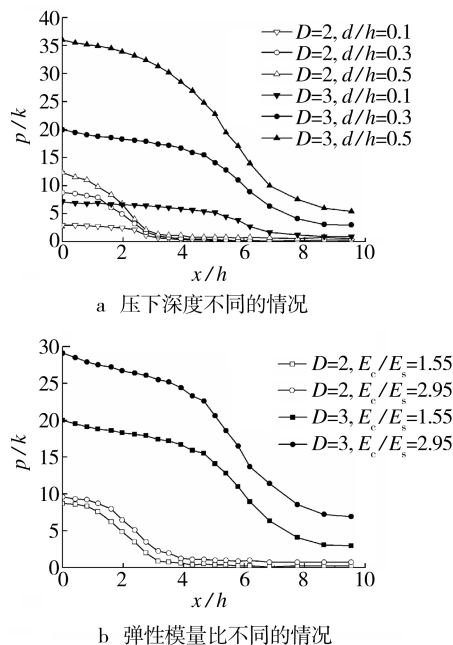 40
35
30
25
20
15
10
5
0
p/k
D=2, d/h=0.1
D=2, d/h=0.3
D=2, d/h=0.5
D=3, d/h=0.1
D=3, d/h=0.3
D=3, d/h=0.5
0 2 4 6 8 10
x/h
a 压下深度不同的情况
30
25
20
15
10
5
0
p/k
D=2, Ec/Es=1.55
D=2, Ec/Es=2.95
D=3, Ec/Es=1.55
D=3, Ec/Es=2.95
0 2 4 6 8 10
x/h
b 弹性模量比不同的情况